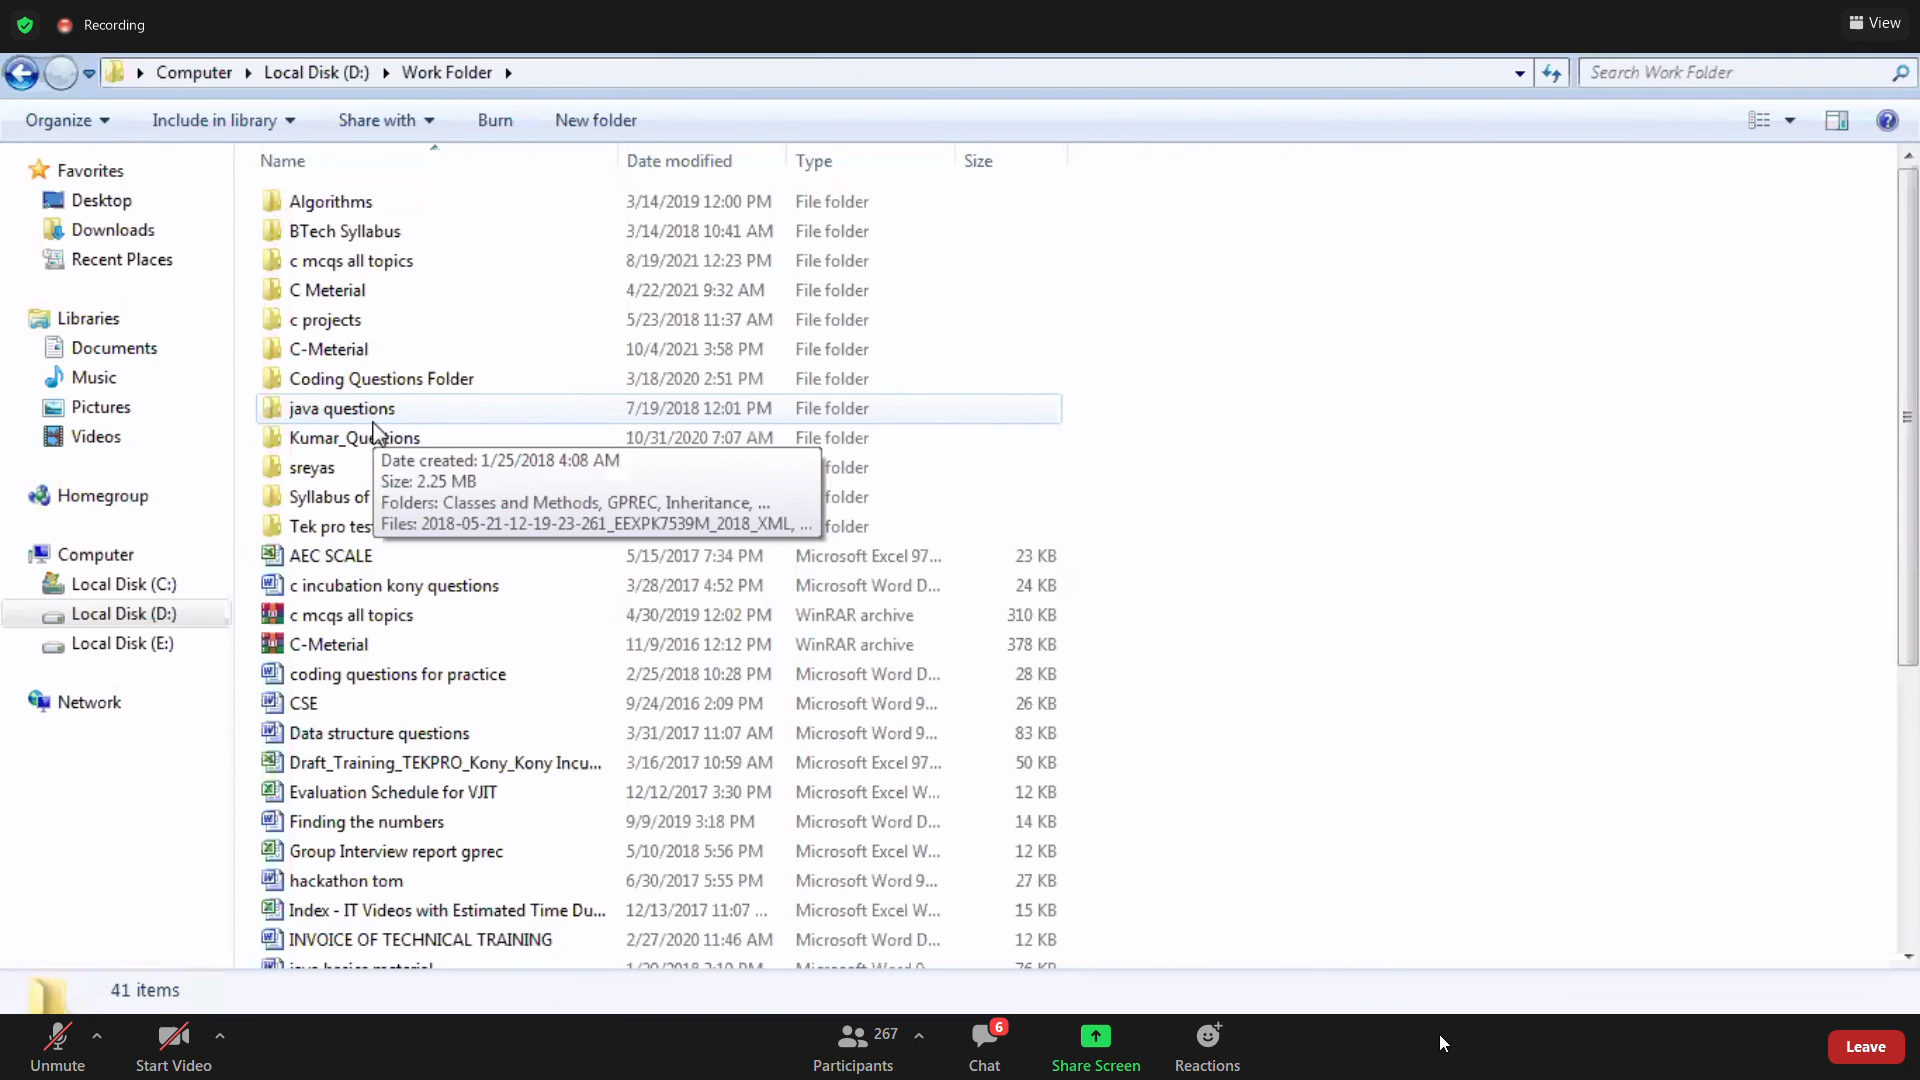 Recording
View
Computer Local Disk (D:) Work Folder
Search Work Folder
Organize Include in library Share with Burn New folder
Favorites
Desktop
Downloads
Recent Places
Libraries
Documents
Music
Pictures
Videos
Homegroup
Computer
Local Disk (C:)
Local Disk (D:)
Local Disk (E:)
Network
Name Date modified Type Size
Algorithms 3/14/2019 12:00 PM File folder
BTech Syllabus 3/14/2018 10:41 AM File folder
c mcqs all topics 8/19/2021 12:23 PM File folder
C Meterial 4/22/2021 9:32 AM File folder
c projects 5/23/2018 11:37 AM File folder
C-Meterial 10/4/2021 3:58 PM File folder
Coding Questions Folder 3/18/2020 2:51 PM File folder
java questions 7/19/2018 12:01 PM File folder
Kumar_Questions 10/31/2020 7:07 AM File folder
sreyas folder
Syllabus of folder
Tek pro tes folder
Date created: 1/25/2018 4:08 AM
Size: 2.25 MB
Folders: Classes and Methods, GPREC, Inheritance, ...
Files: 2018-05-21-12-19-23-261_EEXPK7539M_2018_XML, ...
AEC SCALE 5/15/2017 7:34 PM Microsoft Excel 97... 23 KB
c incubation kony questions 3/28/2017 4:52 PM Microsoft Word D... 24 KB
c mcqs all topics 4/30/2019 12:02 PM WinRAR archive 310 KB
C-Meterial 11/9/2016 12:12 PM WinRAR archive 378 KB
coding questions for practice 2/25/2018 10:28 PM Microsoft Word D... 28 KB
CSE 9/24/2016 2:09 PM Microsoft Word 9... 26 KB
Data structure questions 3/31/2017 11:07 AM Microsoft Word 9... 83 KB
Draft_Training_TEKPRO_Kony_Kony Incu... 3/16/2017 10:59 AM Microsoft Excel 97... 50 KB
Evaluation Schedule for VJIT 12/12/2017 3:30 PM Microsoft Excel W... 12 KB
Finding the numbers 9/9/2019 3:18 PM Microsoft Word D... 14 KB
Group Interview report gprec 5/10/2018 5:56 PM Microsoft Excel W... 12 KB
hackathon tom 6/30/2017 5:55 PM Microsoft Word 9... 27 KB
Index - IT Videos with Estimated Time Du... 12/13/2017 11:07 ... Microsoft Excel W... 15 KB
INVOICE OF TECHNICAL TRAINING 2/27/2020 11:46 AM Microsoft Word D... 12 KB
41 items
Unmute
Start Video
267
Participants
6
Chat
Share Screen
Reactions
Leave